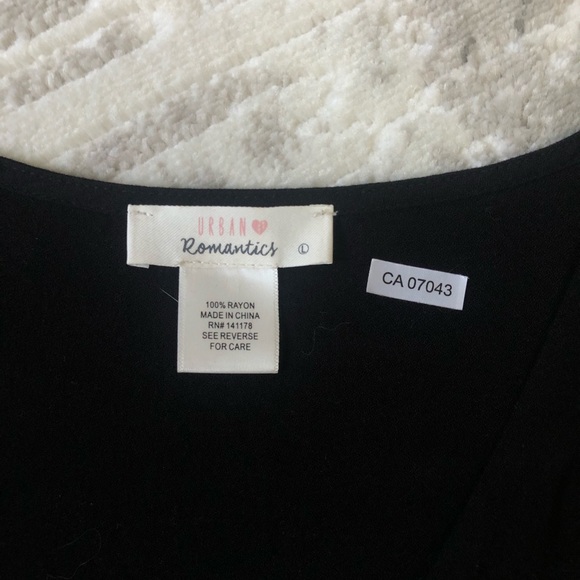 URBAN
Romantics
L
100% RAYON
MADE IN CHINA
RN# 141178
SEE REVERSE
FOR CARE
CA 07043